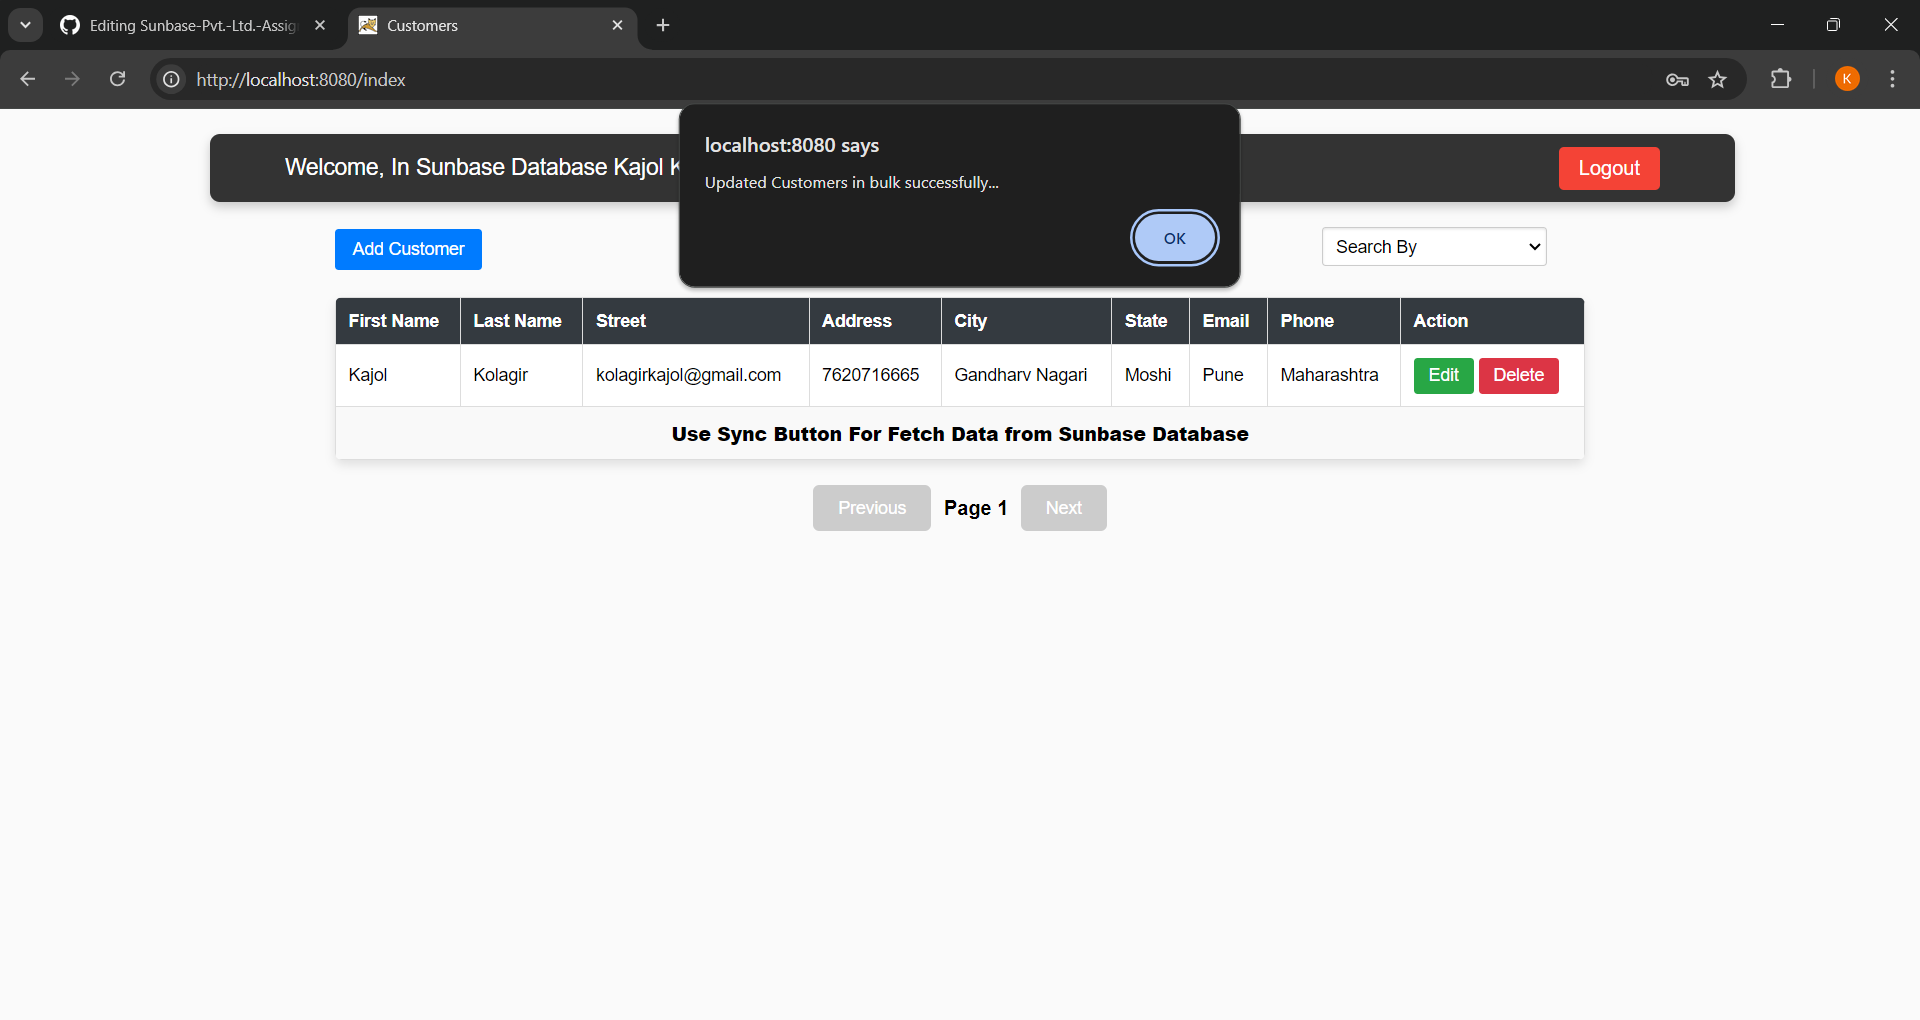 Editing Sunbase-Pvt.-Ltd.-Assig
Customers
http://localhost:8080/index
K
localhost:8080 says
Updated Customers in bulk successfully...
OK
Welcome, In Sunbase Database Kajol
Logout
Add Customer
Search By
First Name Last Name Street Address City State Email Phone Action
Kajol Kolagir kolagirkajol@gmail.com 7620716665 Gandharv Nagari Moshi Pune Maharashtra Edit Delete
Use Sync Button For Fetch Data from Sunbase Database
Previous Page 1 Next